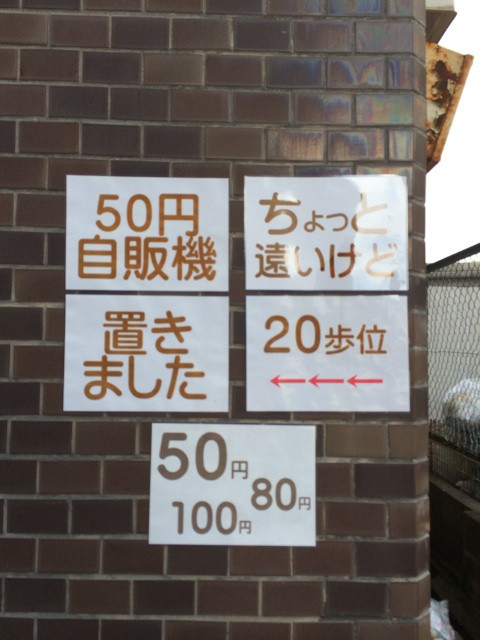 50円
自販機
置き
ました
ちょっと
遠いけど
20歩位
←←←
50円
80円
100円